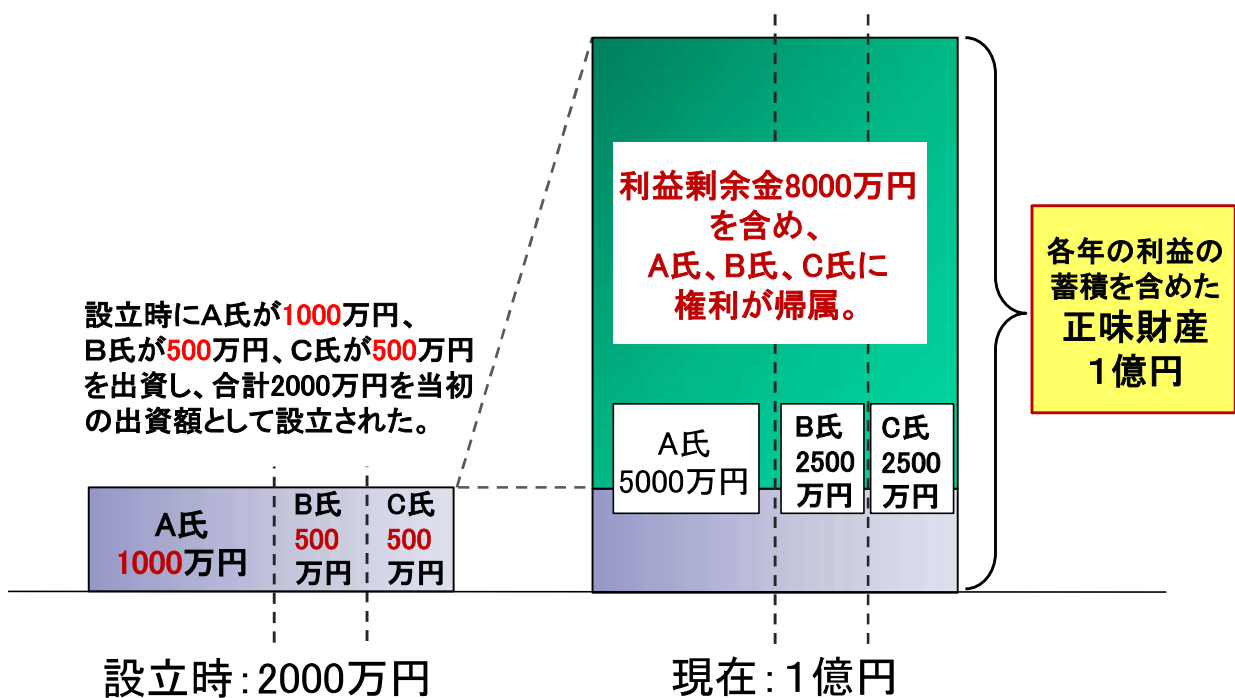 設立時にA氏が1000万円、
B氏が500万円、C氏が500万円
を出資し、合計2000万円を当初
の出資額として設立された。
A氏
1000万円
B氏
500
万円
C氏
500
万円
設立時:2000万円
利益剰余金8000万円
を含め、
A氏、B氏、C氏に
権利が帰属。
A氏
5000万円
B氏
2500
万円
C氏
2500
万円
現在:1億円
各年の利益の
蓄積を含めた
正味財産
1億円